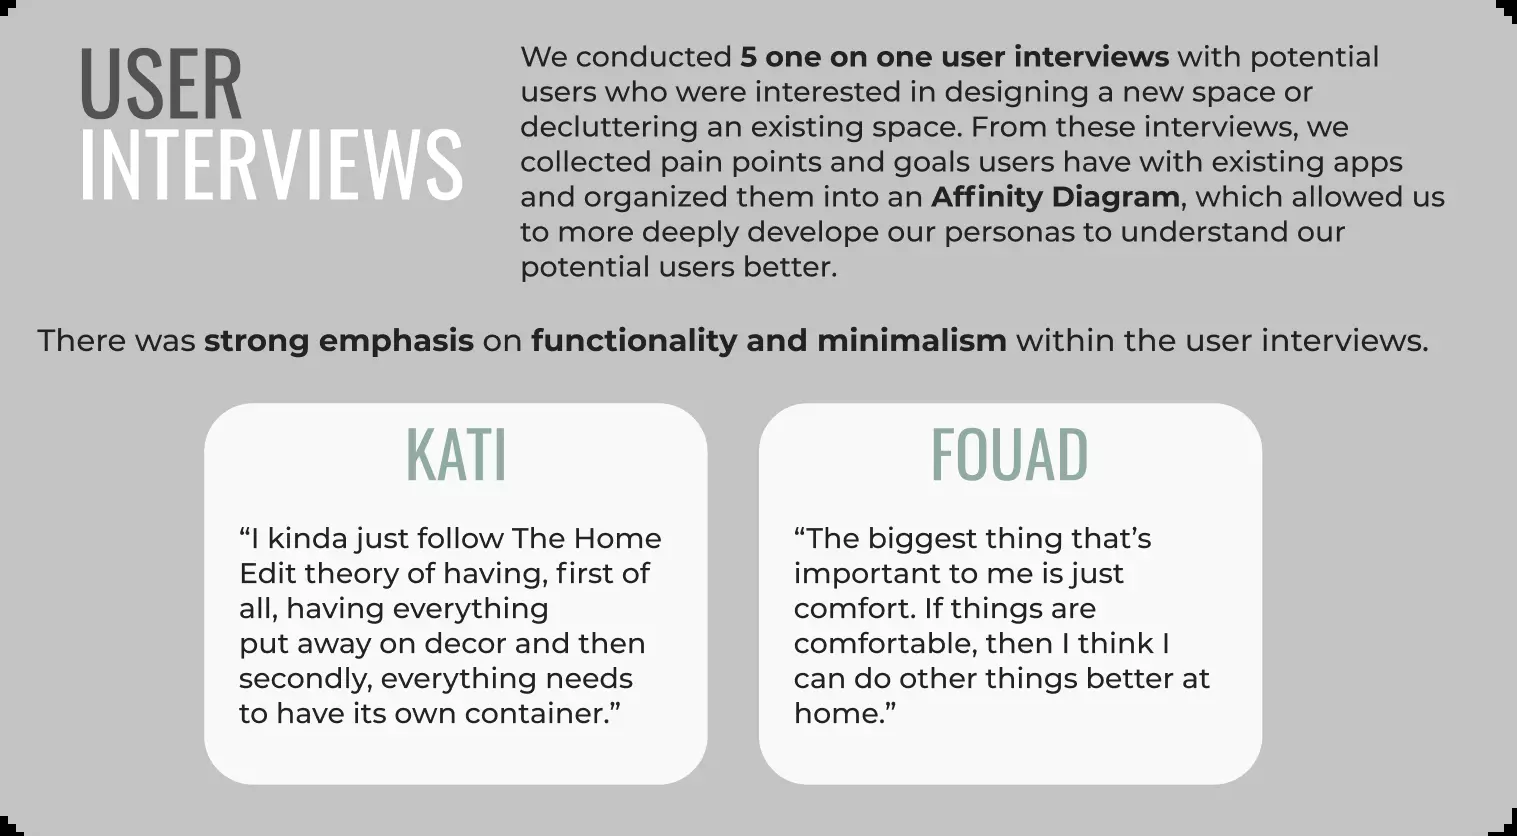 USER
INTERVIEWS
We conducted 5 one on one user interviews with potential
users who were interested in designing a new space or
decluttering an existing space. From these interviews, we
collected pain points and goals users have with existing apps
and organized them into an Affinity Diagram, which allowed us
to more deeply develope our personas to understand our
potential users better.
There was strong emphasis on functionality and minimalism within the user interviews.
KATI
“I kinda just follow The Home
Edit theory of having, first of
all, having everything
put away on decor and then
secondly, everything needs
to have its own container.”
FOUAD
“The biggest thing that’s
important to me is just
comfort. If things are
comfortable, then I think I
can do other things better at
home.”